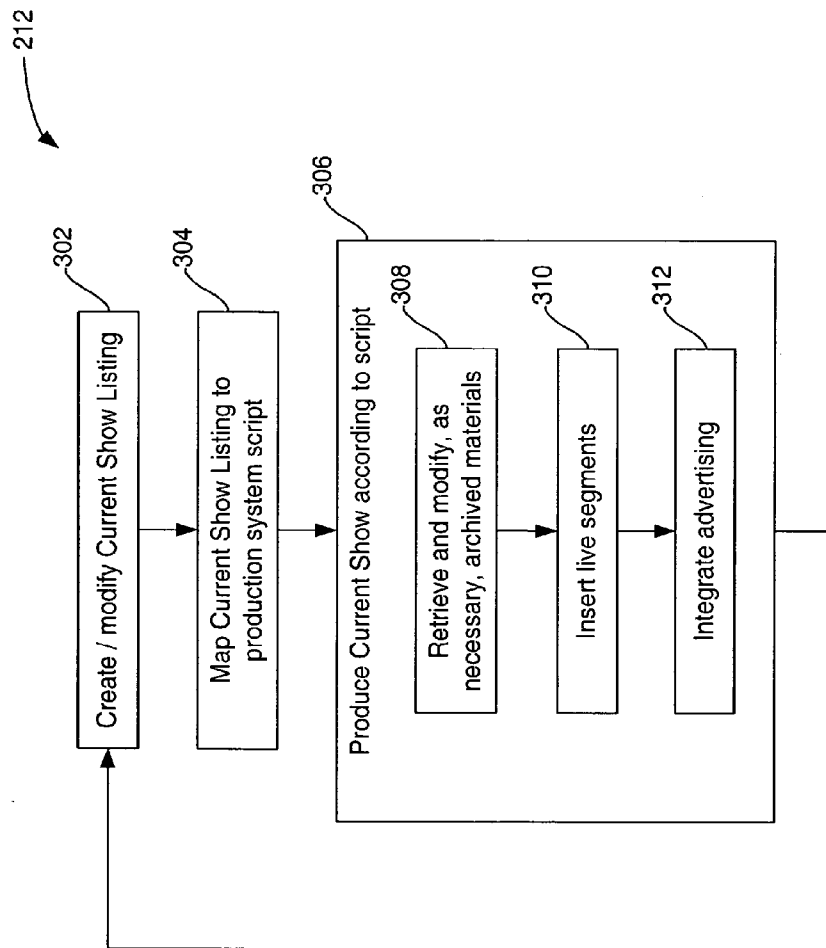 212
302
Create / modify Current Show Listing
304
Map Current Show Listing to
production system script
306
Produce Current Show according to script
308
Retrieve and modify, as
necessary, archived materials
310
Insert live segments
312
Integrate advertising